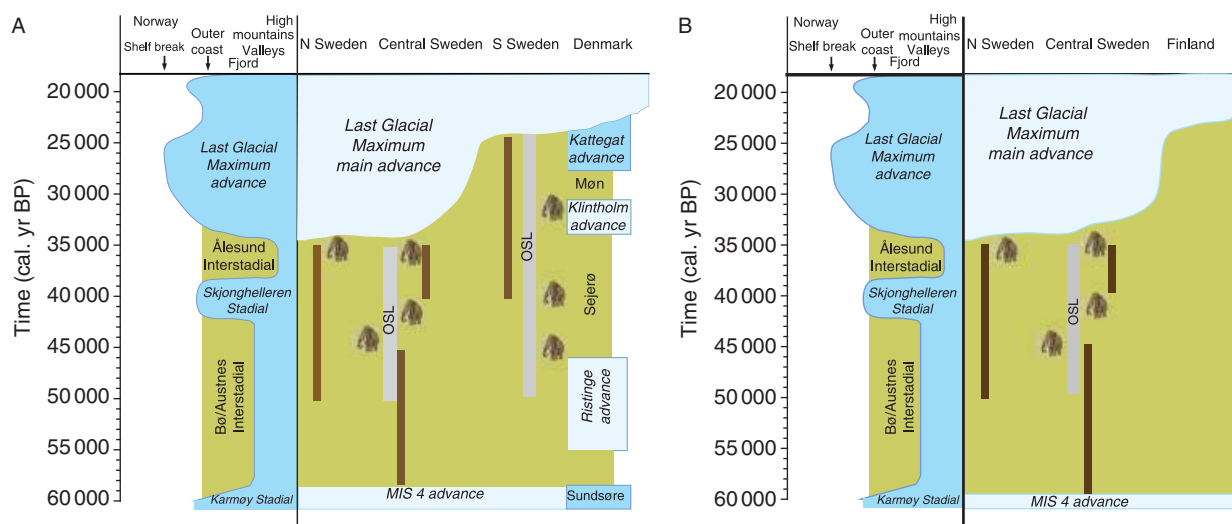 A
Norway
Shelf break
Outer
coast
High
mountains
Valleys
Fjord
N Sweden
Central Sweden
S Sweden
Denmark
Time (cal. yr BP)
20 000
25 000
30 000
35 000
40 000
45 000
50 000
55 000
60 000
Last Glacial
Maximum
advance
Ålesund
Interstadial
Skjonghelleren
Stadial
Bø/Austnes
Interstadial
Karmøy Stadial
Last Glacial
Maximum
main advance
OSL
OSL
MIS 4 advance
Kattegat
advance
Møn
Klintholm
advance
Sejerø
Ristinge
advance
Sundsøre
B
Norway
Shelf break
Outer
coast
High
mountains
Valleys
Fjord
N Sweden
Central Sweden
Finland
Time (cal. yr BP)
20 000
25 000
30 000
35 000
40 000
45 000
50 000
55 000
60 000
Last Glacial
Maximum
advance
Ålesund
Interstadial
Skjonghelleren
Stadial
Bø/Austnes
Interstadial
Karmøy Stadial
Last Glacial
Maximum
main advance
OSL
MIS 4 advance